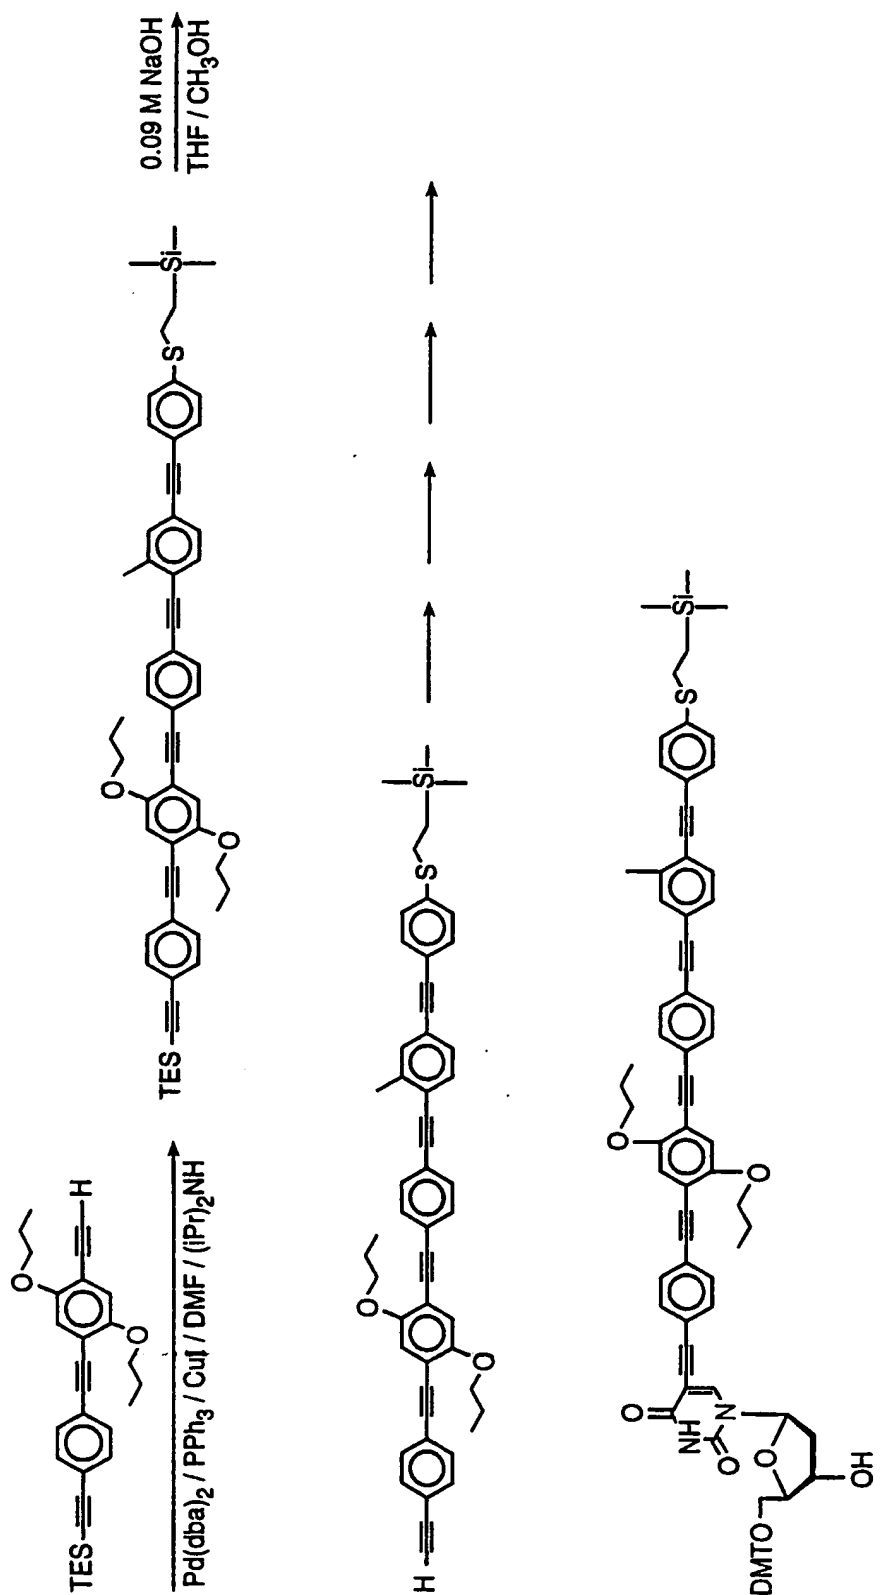 TES
H
O
O
Pd(dba)2 / PPh3 / CuI / DMF / (iPr)2NH
TES
O
O
S
Si
0.09 M NaOH
THF / CH3OH
H
O
O
S
Si
DMTO
O
OH
O
NH
O
N
O
O
S
Si